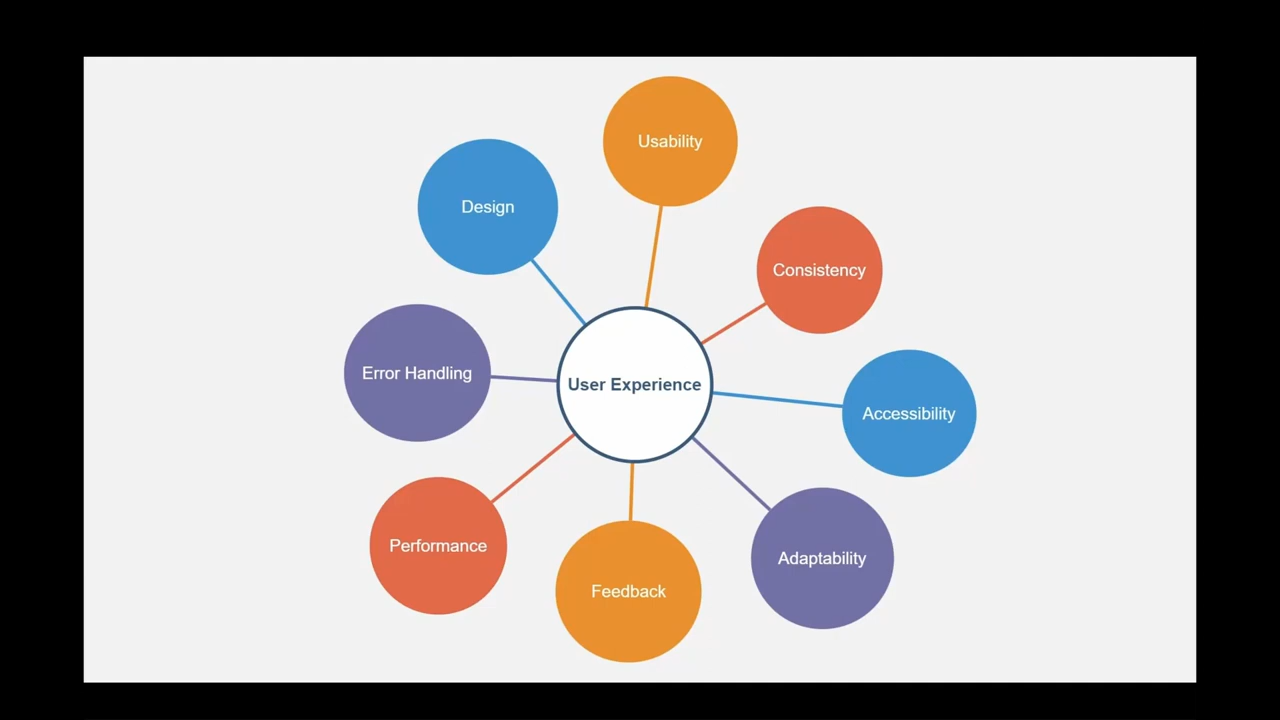 Usability
Design
Consistency
Error Handling
User Experience
Accessibility
Performance
Adaptability
Feedback